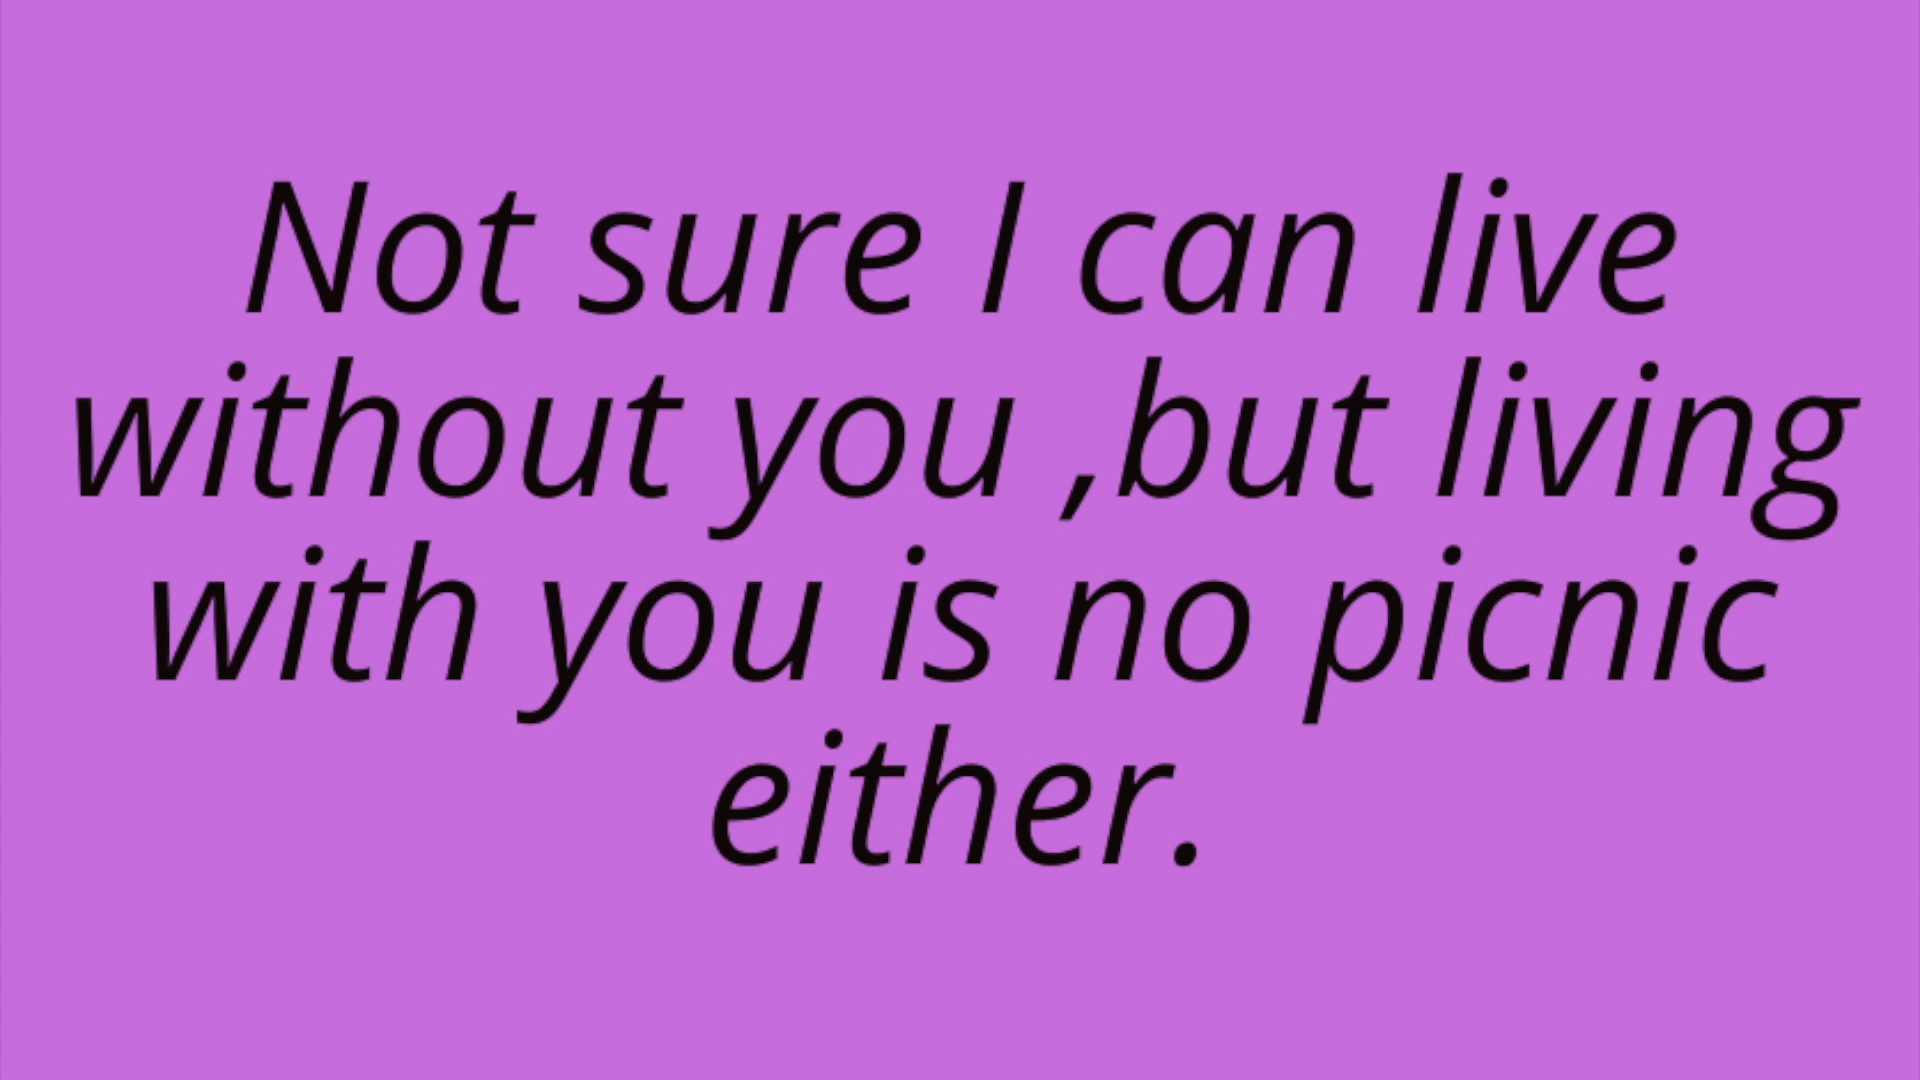 Not sure I can live
without you ,but living
with you is no picnic
either.